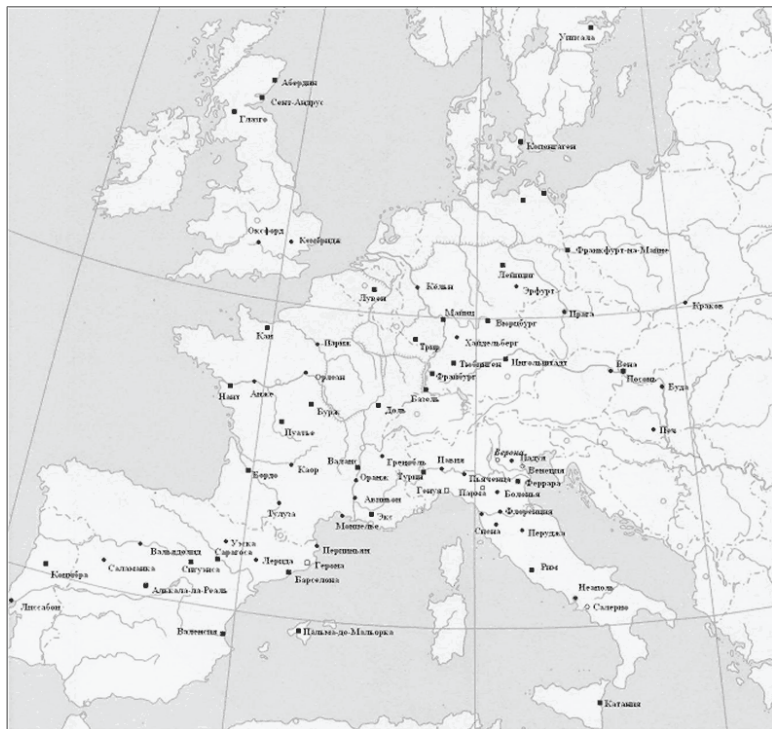 Уппсала
Абердин
Сент-Андрус
Глазго
Копенгаген
Оксфорд
Кембридж
Франкфурт-на-Майне
Лейпциг
Эрфурт
Кёльн
Лувен
Краков
Прага
Майнц
Вюрцбург
Кан
Париж
Трир
Хайдельберг
Тюбинген
Ингольштадт
Фрайбург
Вена
Пожонь
Буда
Орлеан
Нант
Анже
Базель
Бурж
Доль
Пуатье
Печ
Верона
Падуя
Гренобль
Павия
Валанс
Венеция
Бордо
Каор
Турин
Пьяченца
Оранж
Феррара
Генуя
Парма
Болонья
Авиньон
Тулуза
Экс
Флоренция
Монпелье
Сиена
Перуджа
Уэска
Перпиньян
Вальядолид
Сарагоса
Лерида
Герона
Коимбра
Саламанка
Сигуэнса
Барселона
Рим
Алькала-ла-Реаль
Неаполь
Лиссабон
Салерно
Валенсия
Пальма-де-Мальорка
Катания